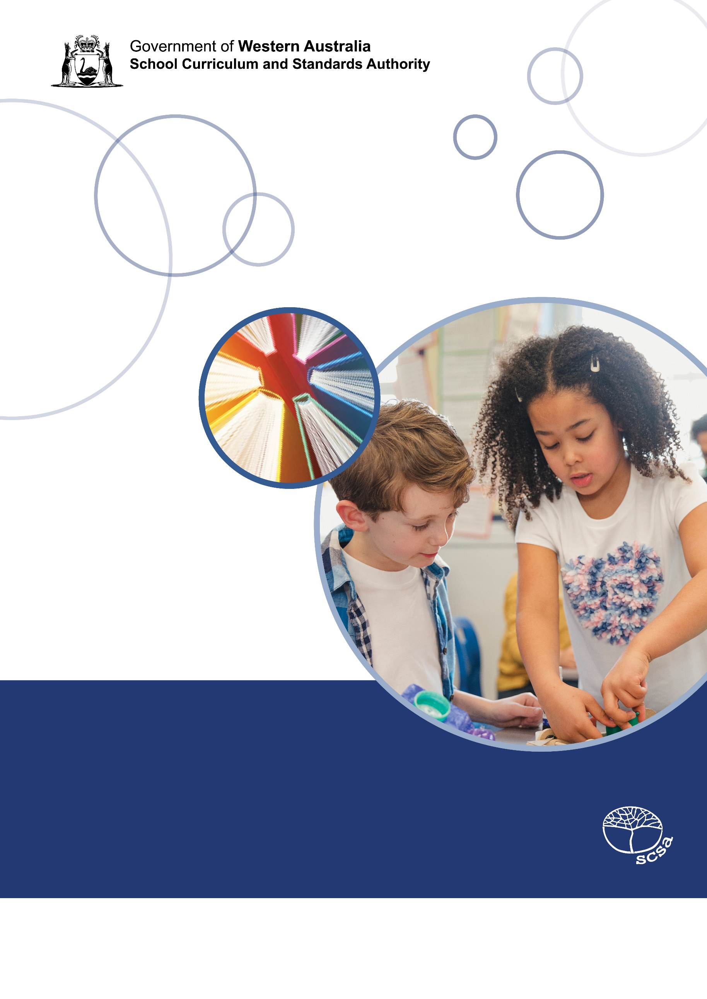 Government of Western Australia
School Curriculum and Standards Authority
scsa